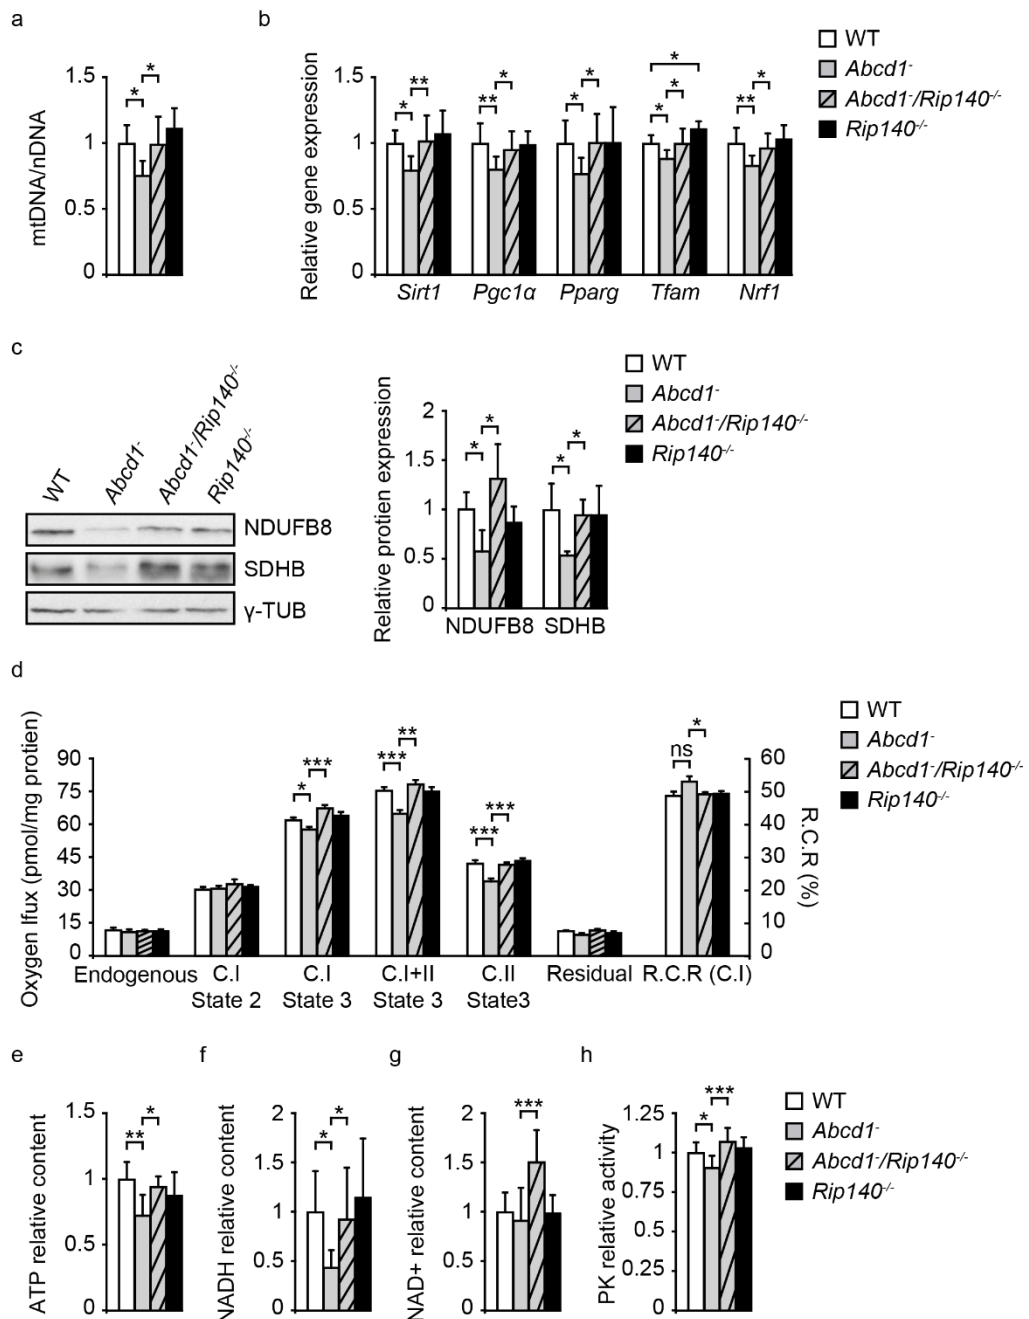 a
mtDNA/nDNA
1.5
1
0.5
0
*
*
b
Relative gene expression
1.5
1
0.5
0
*
**
**
*
*
*
*
*
*
**
*
Sirt1
Pgc1α
Pparg
Tfam
Nrf1
WT
Abcd1-
Abcd1-/Rip140-/-
Rip140-/-
c
WT
Abcd1-
Abcd1-/Rip140-/-
Rip140-/-
NDUFB8
SDHB
γ-TUB
Relative protien expression
2
1.5
1
0.5
0
*
*
*
*
NDUFB8
SDHB
WT
Abcd1-
Abcd1-/Rip140-/-
Rip140-/-
d
Oxygen lfux (pmol/mg protien)
90
75
60
45
30
15
0
*
***
***
**
***
***
ns
*
60
50
40
30
20
10
0
R.C.R (%)
Endogenous
C.I
State 2
C.I
State 3
C.I+II
State 3
C.II
State3
Residual
R.C.R (C.I)
WT
Abcd1-
Abcd1-/Rip140-/-
Rip140-/-
e
ATP relative content
1.5
1
0.5
0
**
*
f
NADH relative content
2
1.5
1
0.5
0
*
*
g
NAD+ relative content
2
1.5
1
0.5
0
***
h
PK relative activity
1.25
1
0.75
0.5
1.25
0
*
***
WT
Abcd1-
Abcd1-/Rip140-/-
Rip140-/-